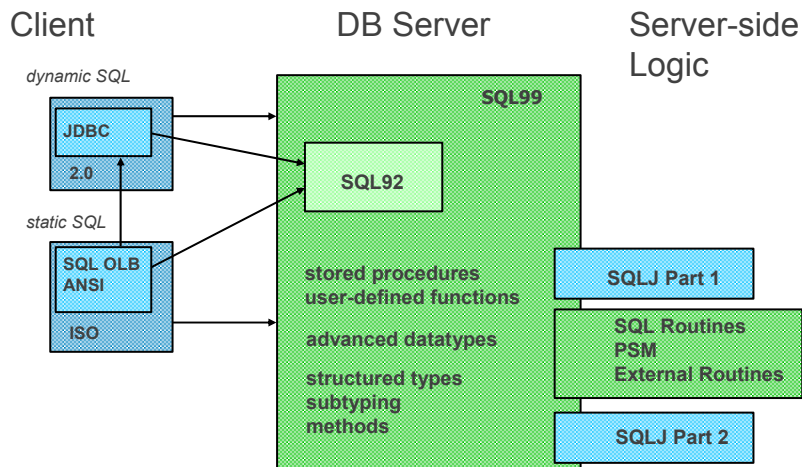 Client
DB Server
Server-side
Logic
dynamic SQL
JDBC
2.0
static SQL
SQL OLB
ANSI
ISO
SQL99
SQL92
stored procedures
user-defined functions
advanced datatypes
structured types
subtyping
methods
SQLJ Part 1
SQL Routines
PSM
External Routines
SQLJ Part 2